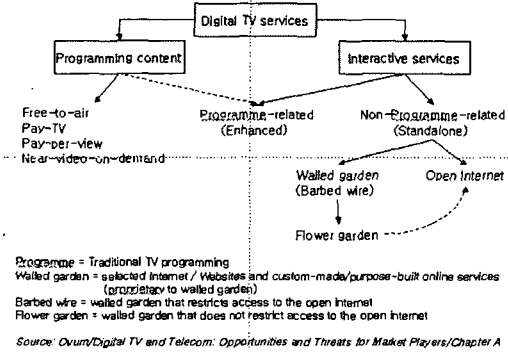 Digital TV services
Programming content
Interactive services
Free-to-air
Pay-TV
Pay-per-view
Near-video-on-demand
Programme-related
(Enhanced)
Non-Programme-related
(Standalone)
Walled garden
(Barbed wire)
Open Internet
Flower garden
Programme = Traditional TV programming
Walled garden = selected Internet / Websites and custom-made/purpose-built online services
(proprietary to walled garden)
Barbed wire = walled garden that restricts access to the open internet
Flower garden = walled garden that does not restrict access to the open internet
Source: Ovum/Digital TV and Telecom: Opportunities and Threats for Market Players/Chapter A